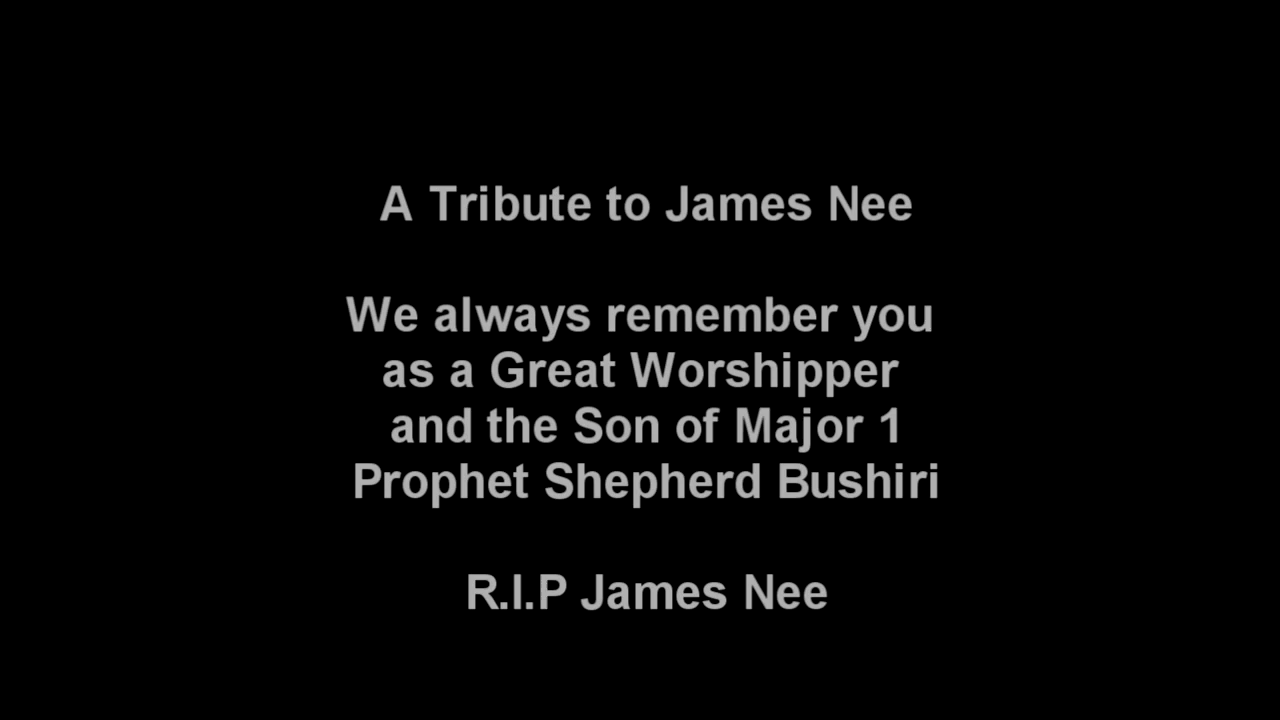 A Tribute to James Nee
We always remember you
as a Great Worshipper
and the Son of Major 1
Prophet Shepherd Bushiri
R.I.P James Nee